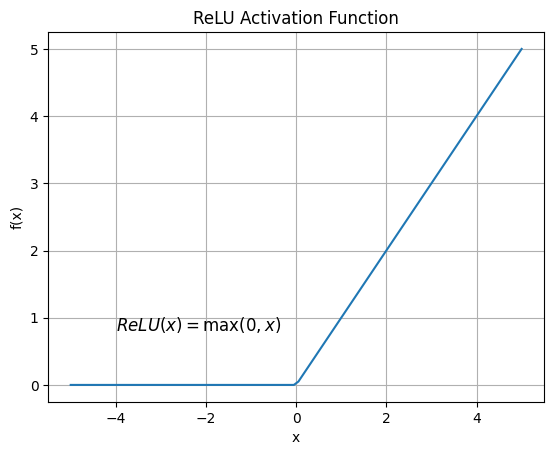 ReLU Activation Function
5
4
3
2
1
0
f(x)
ReLU(x) = max(0, x)
−4 −2 0 2 4
x